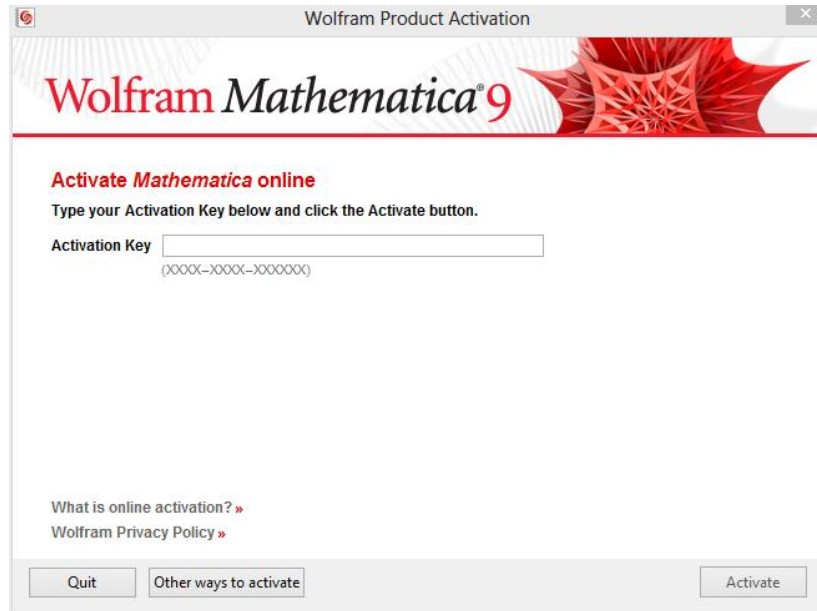 Wolfram Product Activation
Wolfram Mathematica® 9
Activate Mathematica online
Type your Activation Key below and click the Activate button.
Activation Key
(XXXX–XXXX–XXXXXX)
What is online activation? »
Wolfram Privacy Policy »
Quit
Other ways to activate
Activate